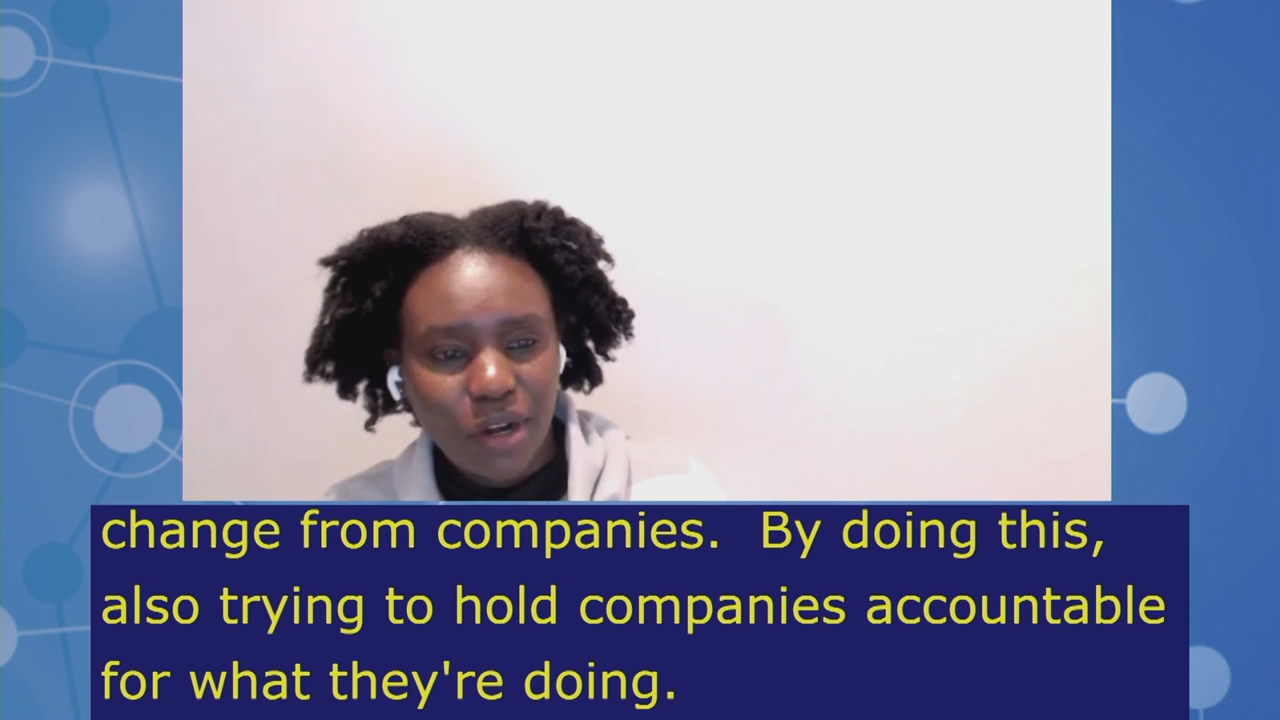 change from companies.  By doing this,
also trying to hold companies accountable
for what they're doing.